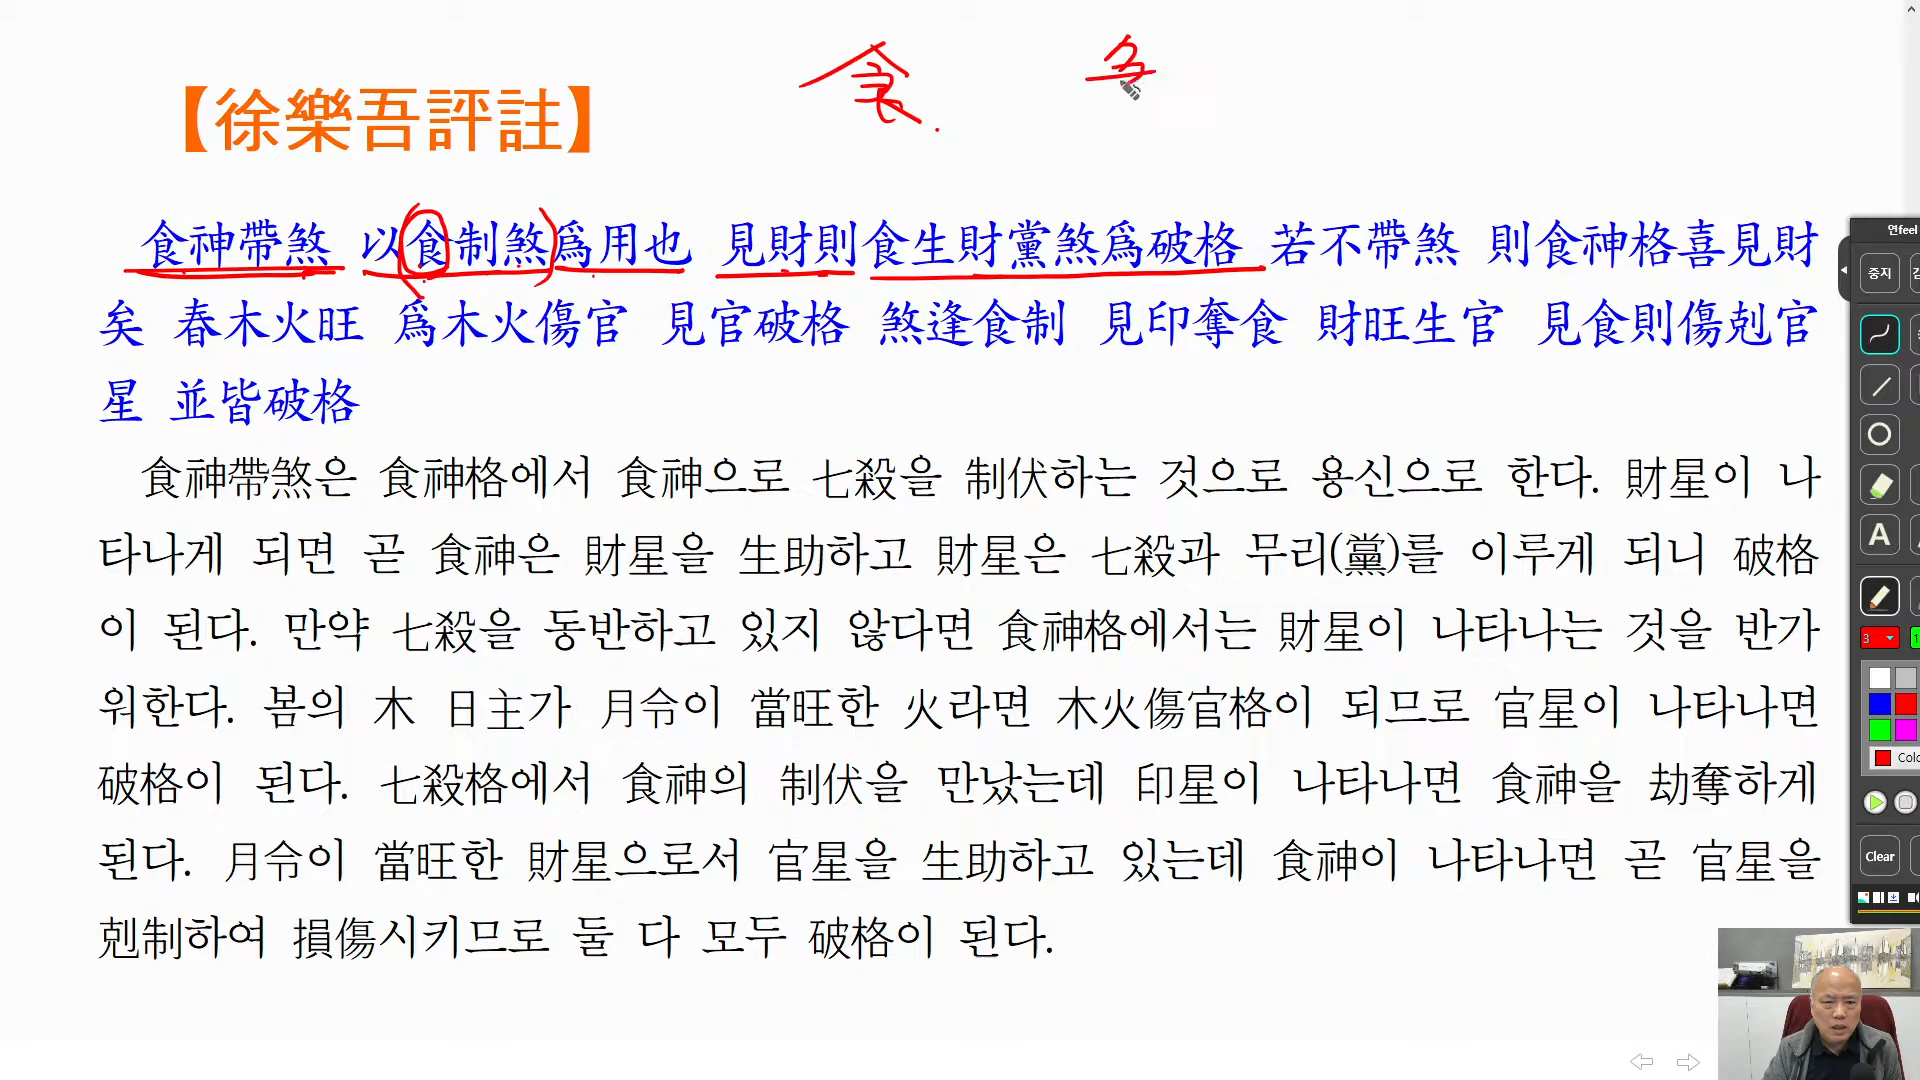 食
【徐樂吾評註】
食神帶煞 以食制煞爲用也 見財則食生財黨煞爲破格 若不帶煞 則食神格喜見財
矣 春木火旺 爲木火傷官 見官破格 煞逢食制 見印奪食 財旺生官 見食則傷剋官
星 並皆破格
食神帶煞은 食神格에서 食神으로 七殺을 制伏하는 것으로 용신으로 한다. 財星이 나
타나게 되면 곧 食神은 財星을 生助하고 財星은 七殺과 무리(黨)를 이루게 되니 破格
이 된다. 만약 七殺을 동반하고 있지 않다면 食神格에서는 財星이 나타나는 것을 반가
워한다. 봄의 木 日主가 月令이 當旺한 火라면 木火傷官格이 되므로 官星이 나타나면
破格이 된다. 七殺格에서 食神의 制伏을 만났는데 印星이 나타나면 食神을 劫奪하게
된다. 月令이 當旺한 財星으로서 官星을 生助하고 있는데 食神이 나타나면 곧 官星을
剋制하여 損傷시키므로 둘 다 모두 破格이 된다.
연feel
중지
A
3
1
Colo
Clear